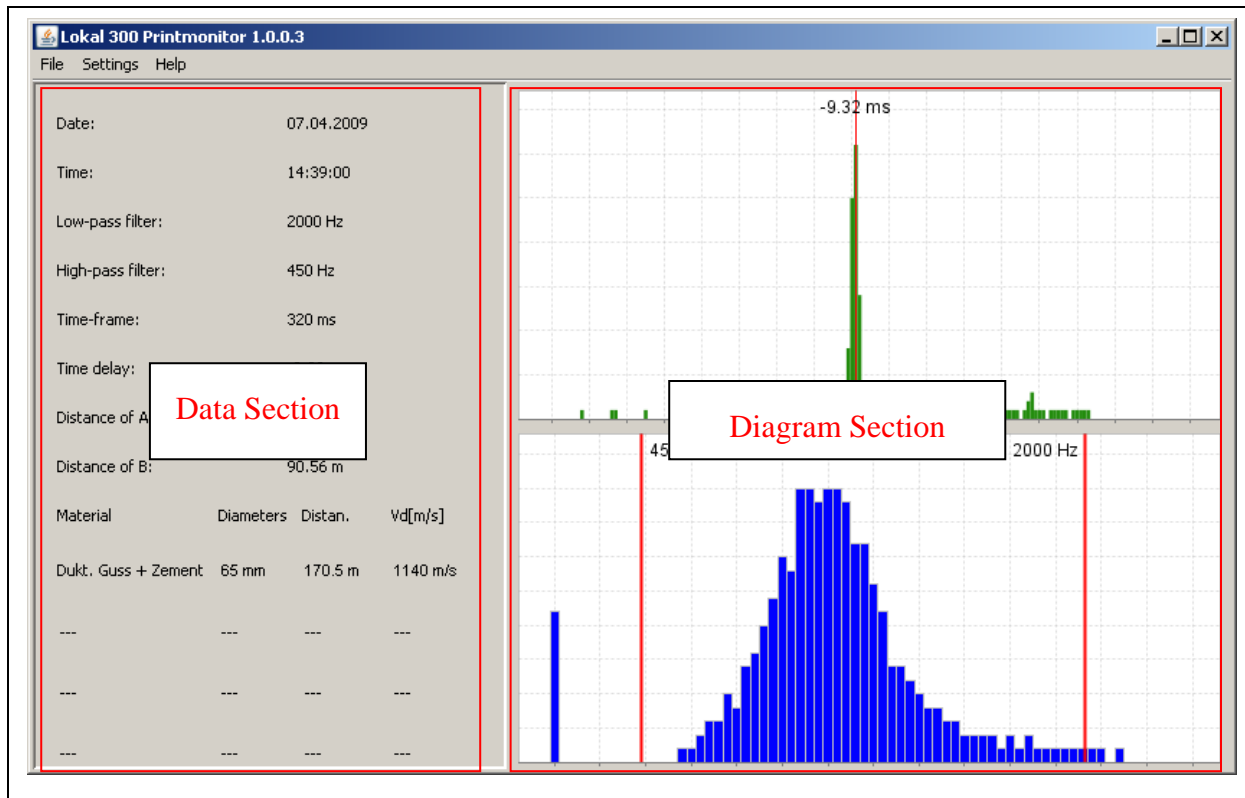 Lokal 300 Printmonitor 1.0.0.3
File Settings Help
Date: 07.04.2009
Time: 14:39:00
Low-pass filter: 2000 Hz
High-pass filter: 450 Hz
Time-frame: 320 ms
Time delay:
Distance of A
Distance of B: 90.56 m
Material Diameters Distan. Vd[m/s]
Dukt. Guss + Zement 65 mm 170.5 m 1140 m/s
--- --- --- ---
--- --- --- ---
--- --- --- ---
Data Section
-9.32 ms
Diagram Section
45
2000 Hz